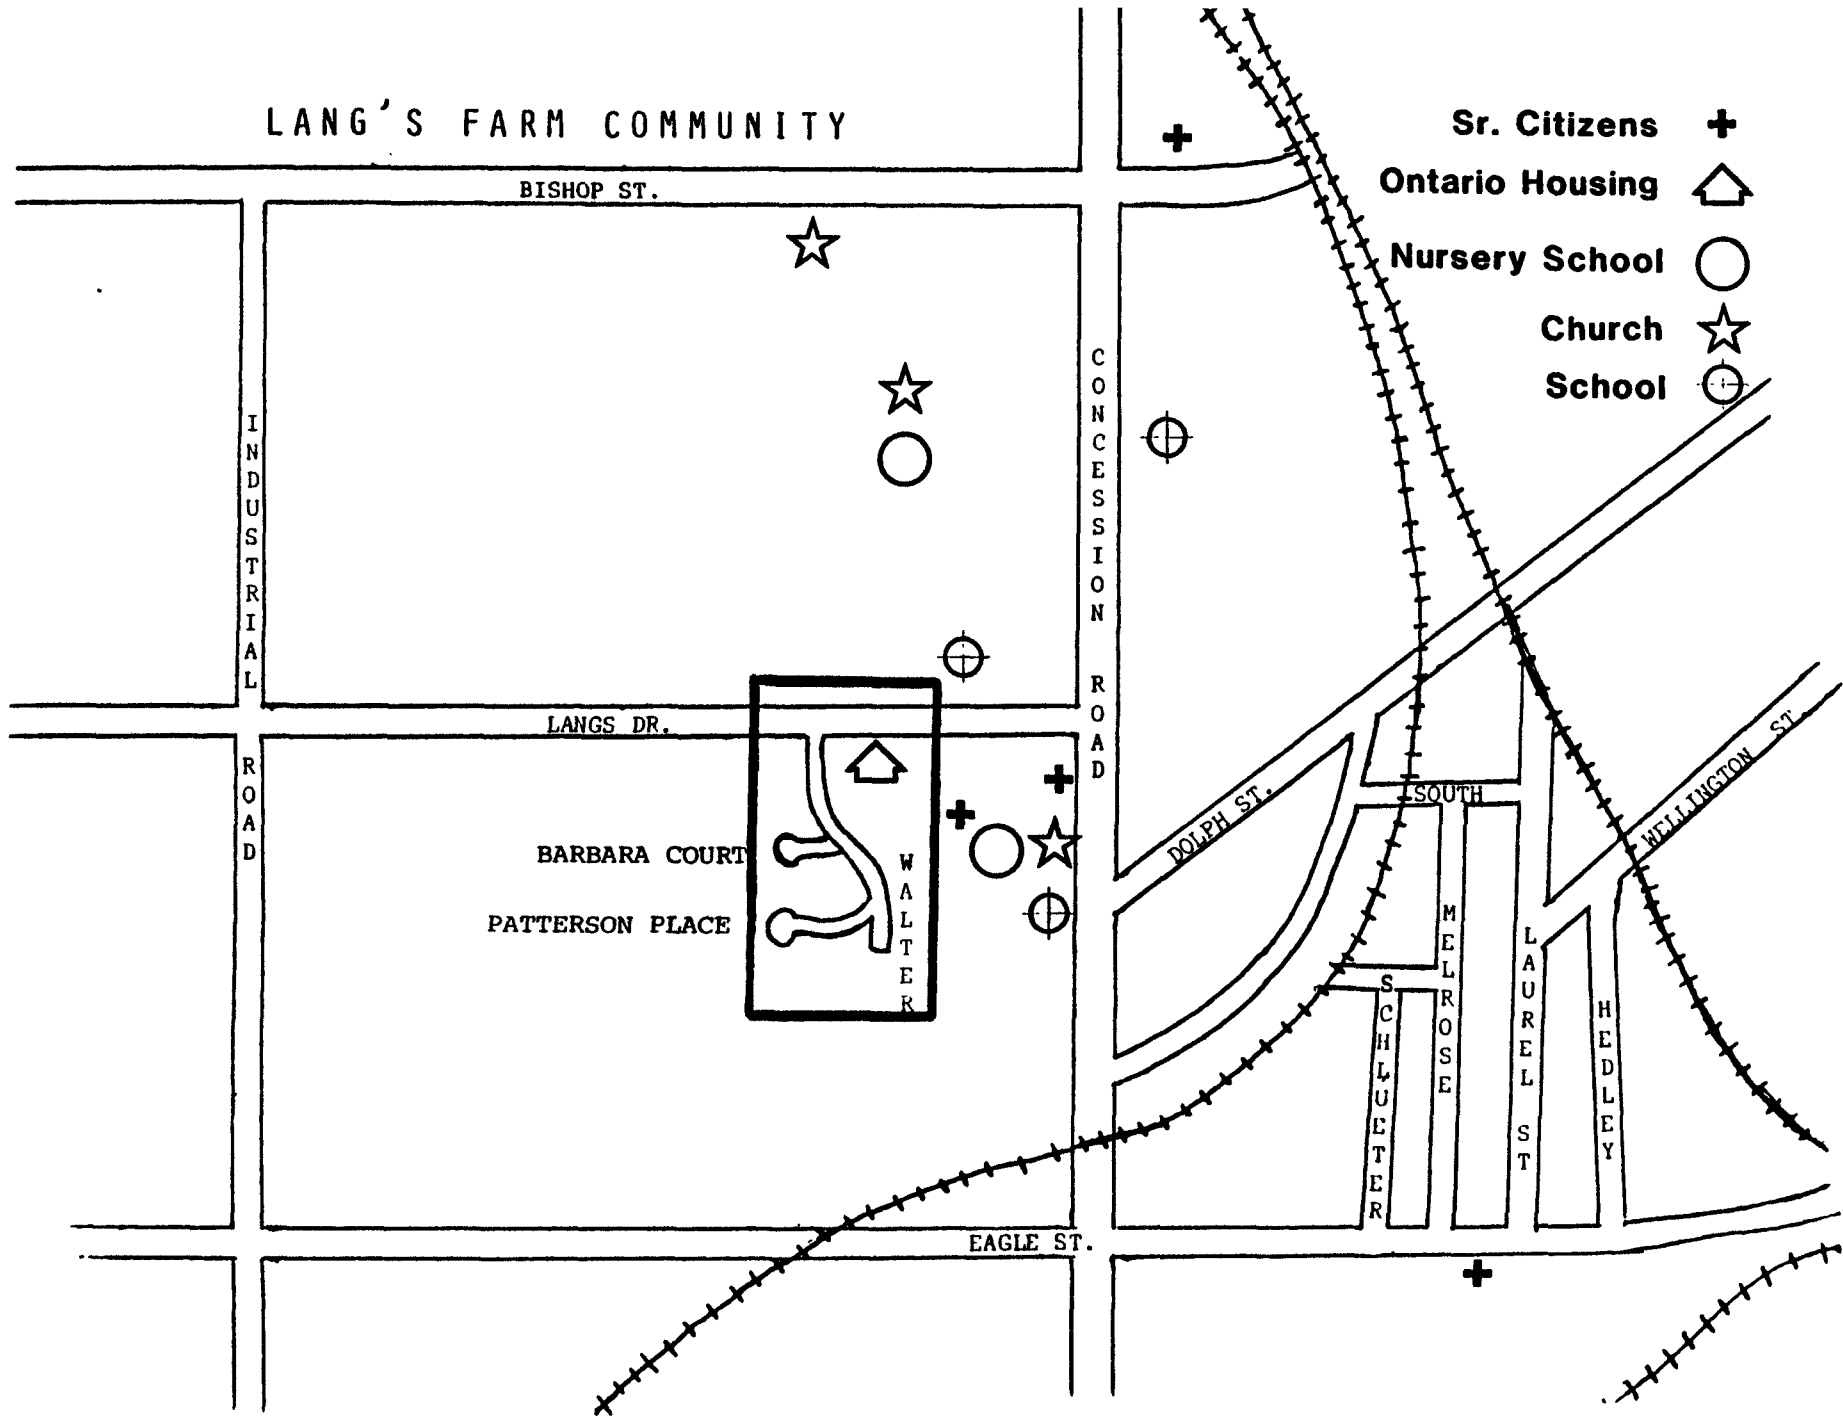 LANG'S FARM COMMUNITY
Sr. Citizens
Ontario Housing
Nursery School
Church
School
BISHOP ST.
INDUSTRIAL ROAD
CONCESSION ROAD
LANGS DR.
BARBARA COURT
PATTERSON PLACE
WALTER
DOLPH ST.
SOUTH
WELLINGTON ST.
SCHLUETER
MELROSE
LAUREL ST
HEDLEY
EAGLE ST.